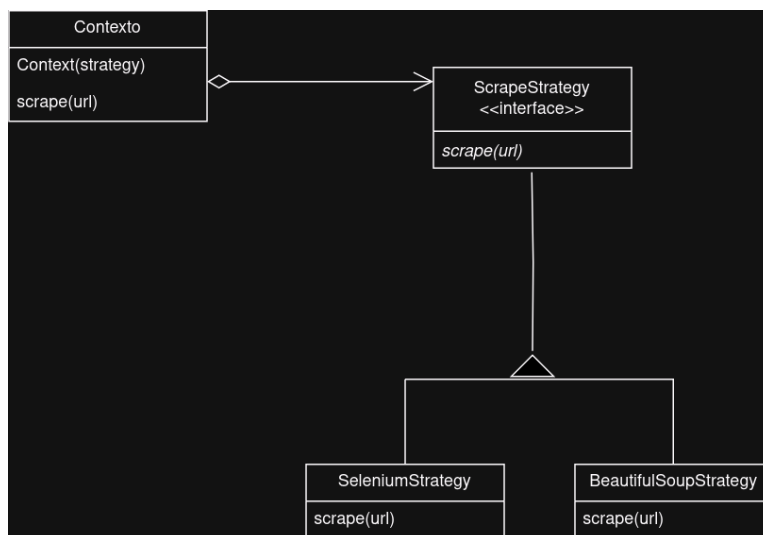 Contexto
Context(strategy)
scrape(url)
ScrapeStrategy
<<interface>>
scrape(url)
SeleniumStrategy
scrape(url)
BeautifulSoupStrategy
scrape(url)